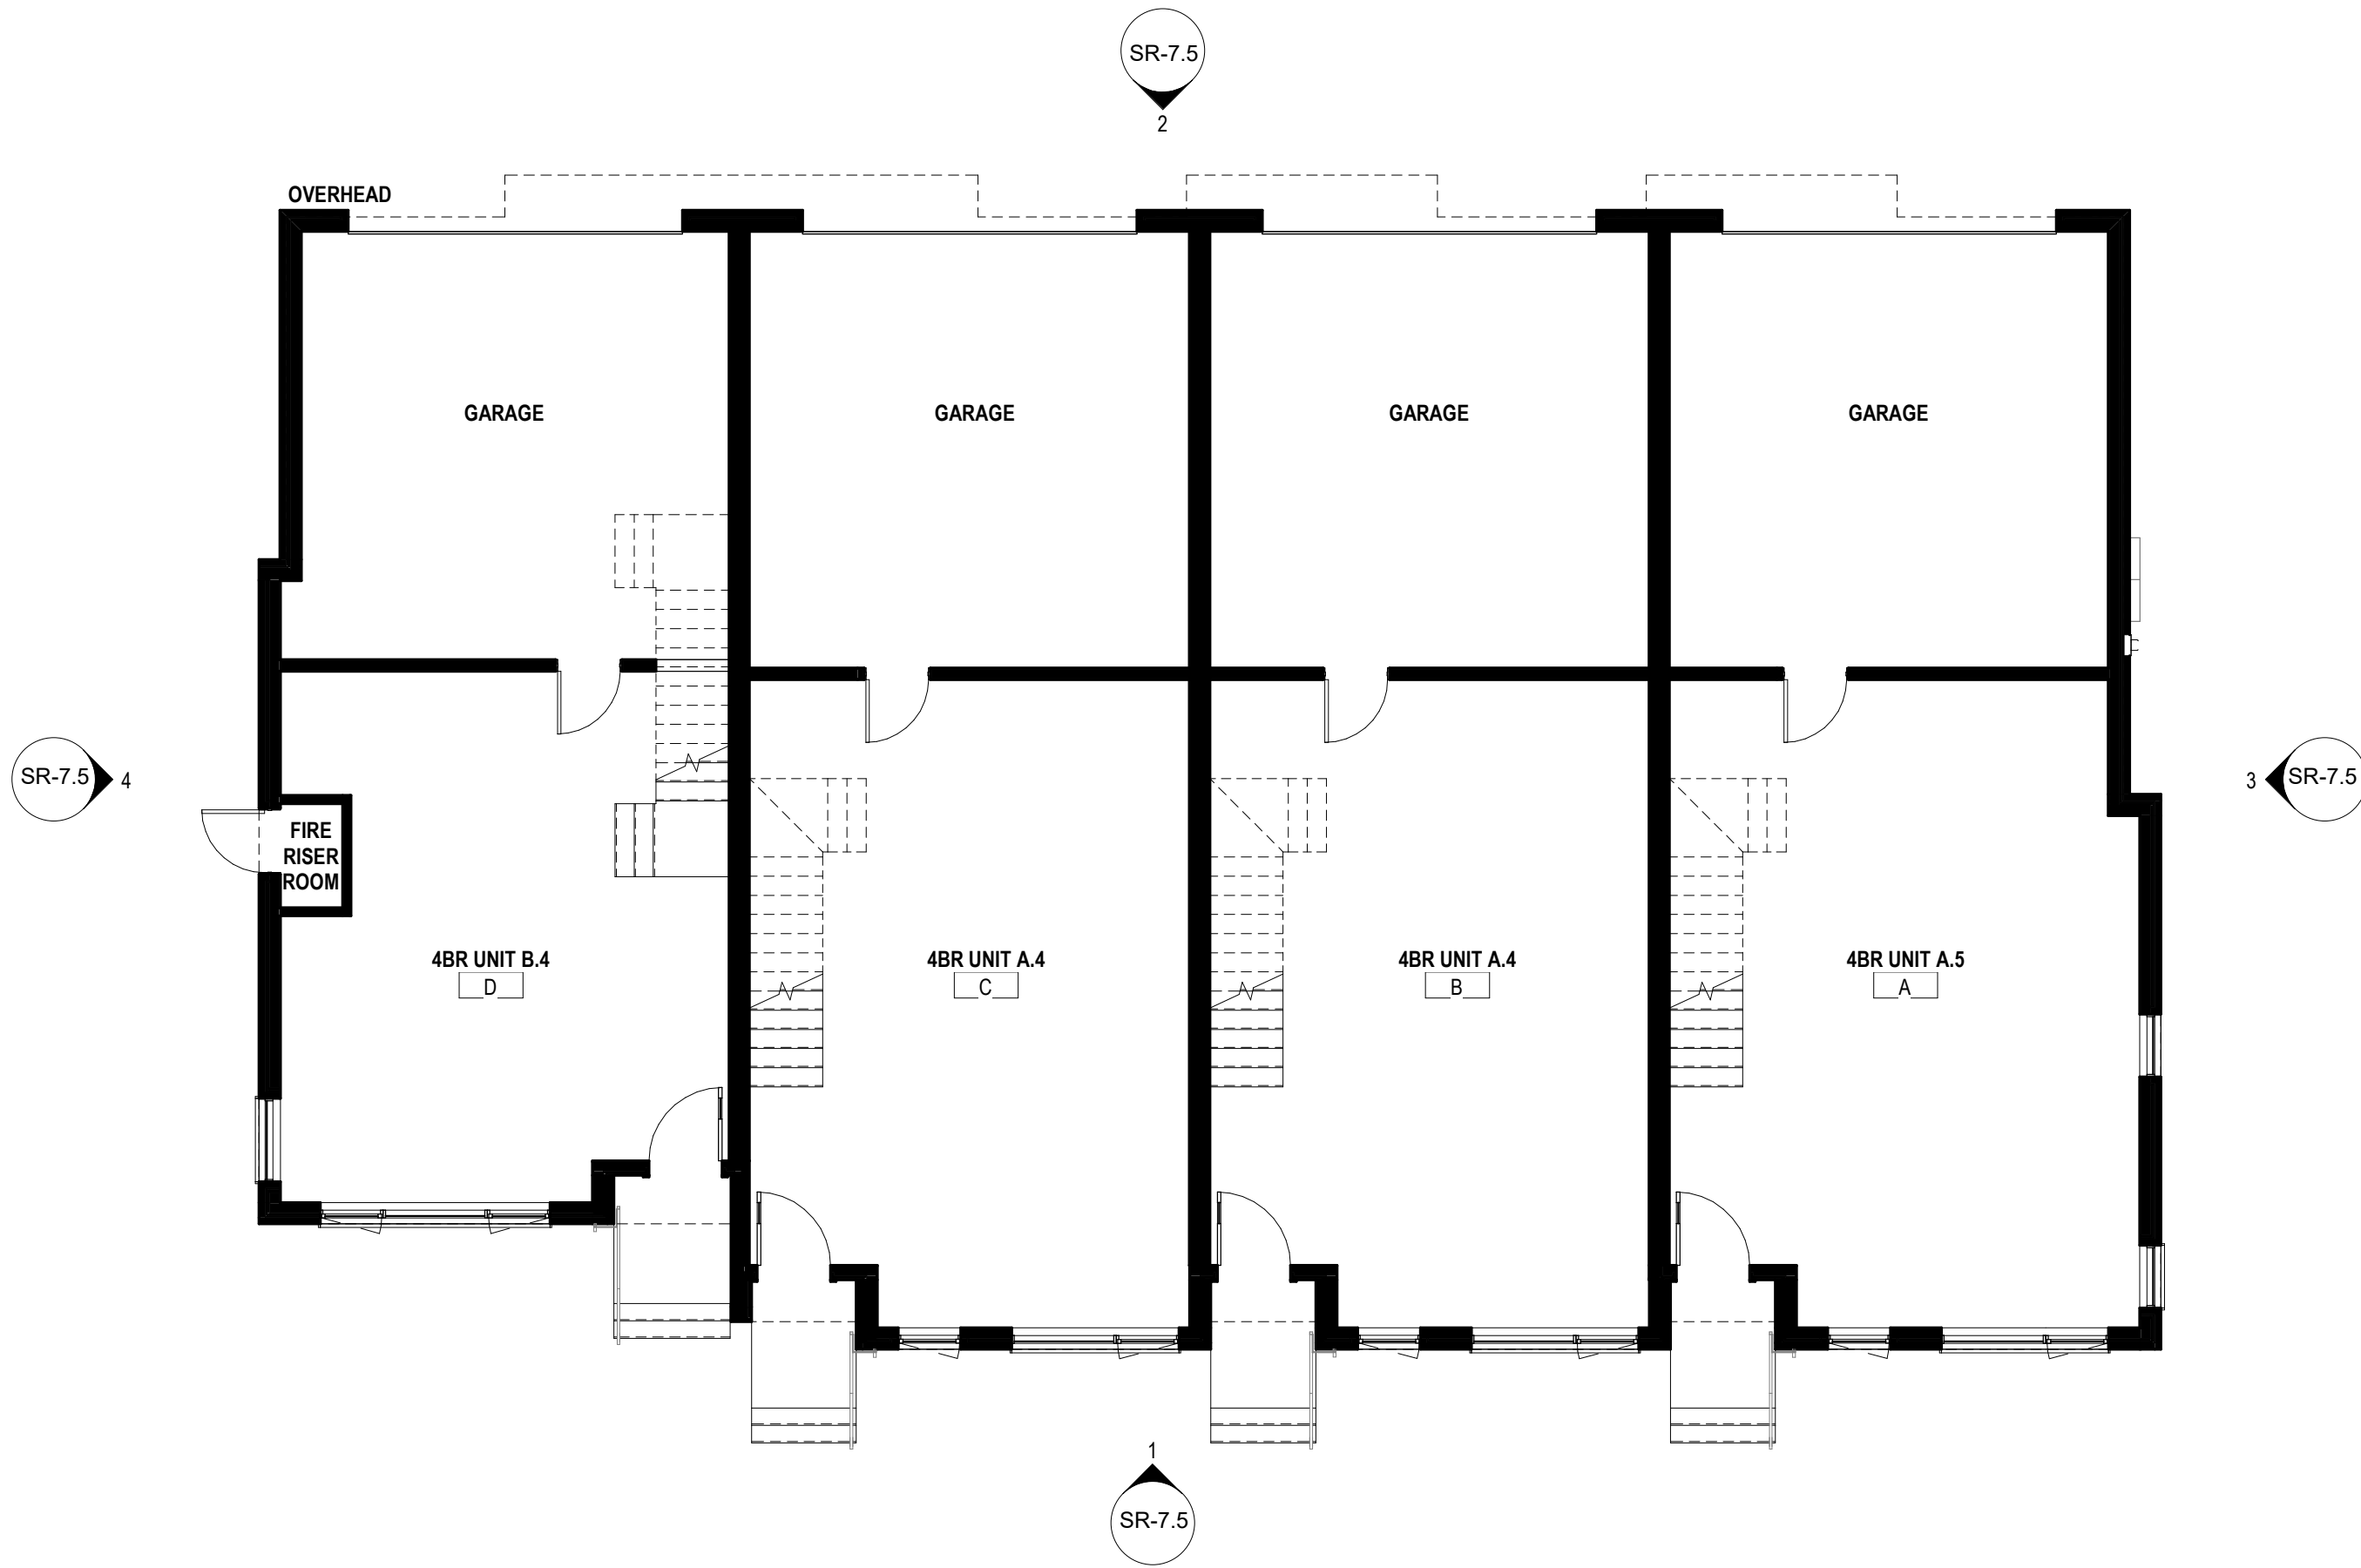 SR-7.5
2
OVERHEAD
GARAGE
GARAGE
GARAGE
GARAGE
SR-7.5
4
3
SR-7.5
FIRE
RISER
ROOM
4BR UNIT B.4
D
4BR UNIT A.4
C
4BR UNIT A.4
B
4BR UNIT A.5
A
1
SR-7.5